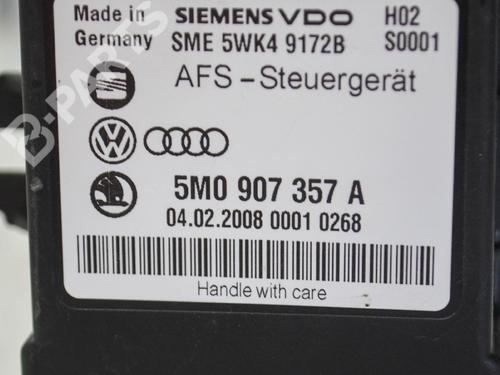 Made in SIEMENS VDO H02
Germany SME 5WK4 9172B S0001
AFS - Steuergerät
5M0 907 357 A
04.02.2008 0001 0268
Handle with care
B-PARTS